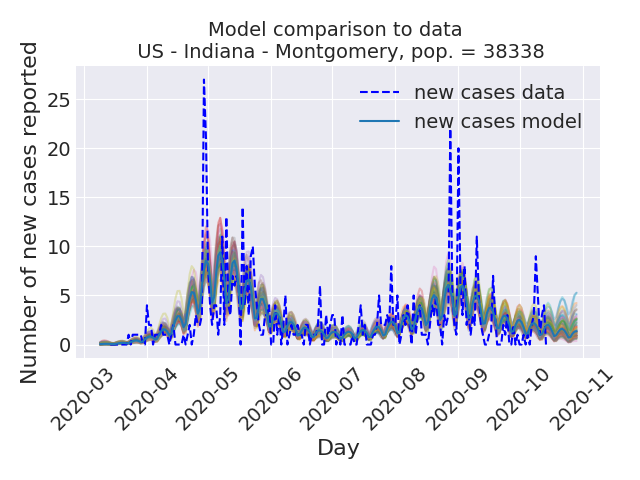 Model comparison to data
US - Indiana - Montgomery, pop. = 38338
Number of new cases reported
25
20
15
10
5
0
new cases data
new cases model
2020-03
2020-04
2020-05
2020-06
2020-07
2020-08
2020-09
2020-10
2020-11
Day